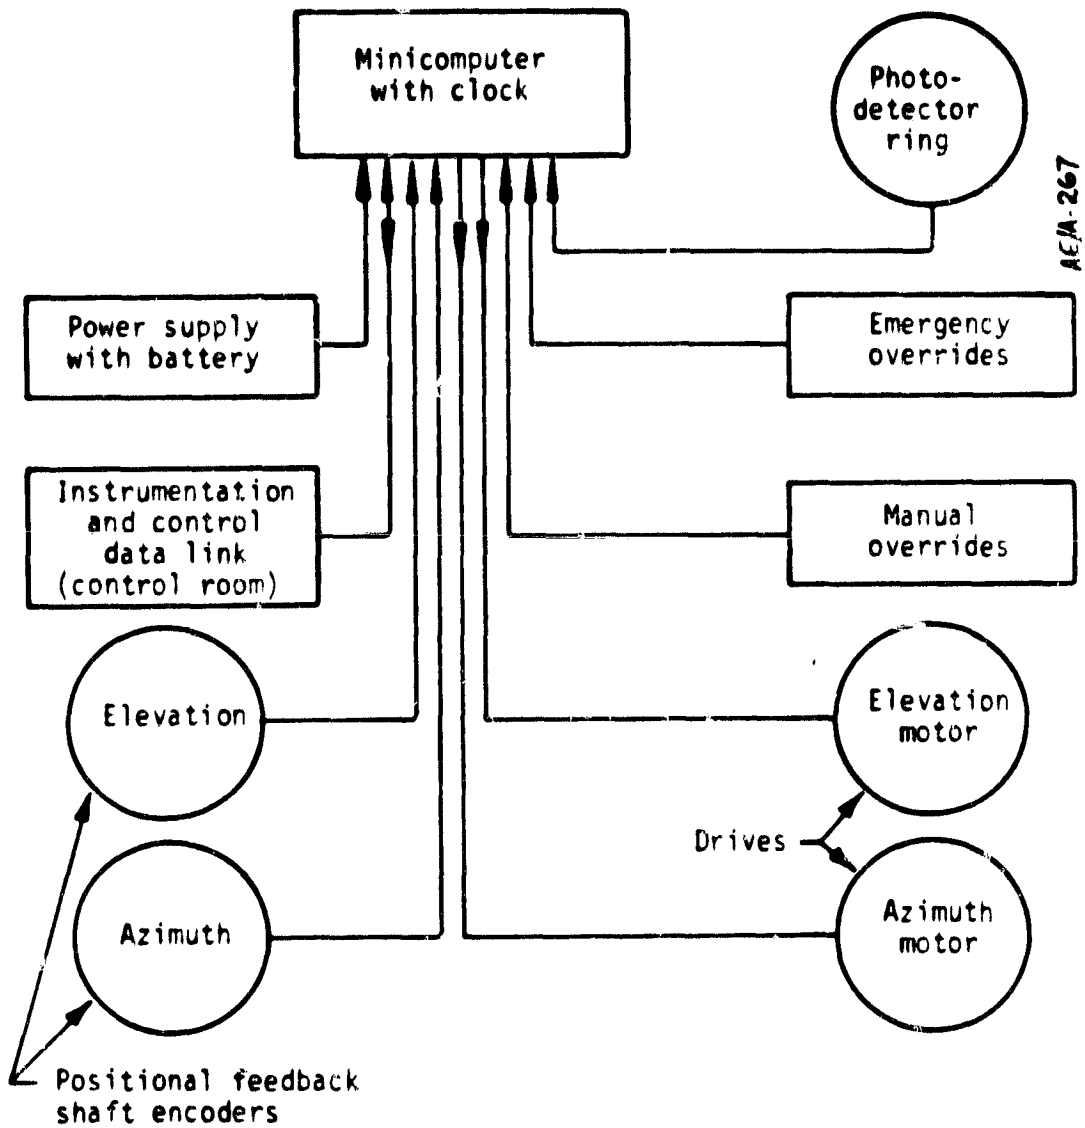 Minicomputer
with clock
Photo-
detector
ring
AEIA-267
Power supply
with battery
Emergency
overrides
Instrumentation
and control
data link
(control room)
Manual
overrides
Elevation
Elevation
motor
Drives
Azimuth
Azimuth
motor
Positional feedback
shaft encoders